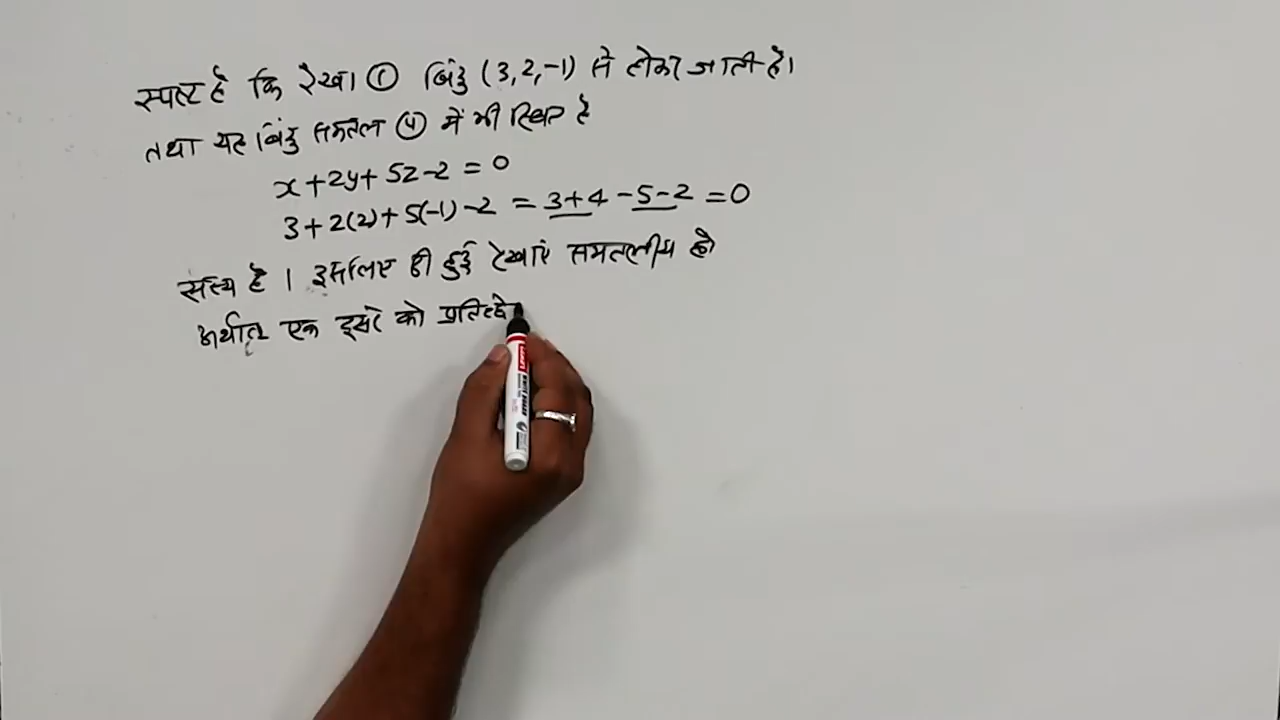 स्पष्ट है कि रेखा ① बिंदु (3,2,-1) से होकर जाती है।
तथा यह बिंदु समतल ④ में भी स्थित है
x+2y+5z-2=0
3+2(2)+5(-1)-2 = 3+4-5-2=0
सत्य है । इसलिए दी हुई रेखाएं समतलीय है
अर्थात एक दूसरे को प्रतिच्छे